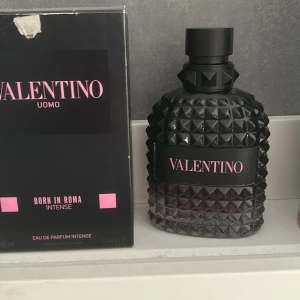 VALENTINO
UOMO
BORN IN ROMA
INTENSE
EAU DE PARFUM INTENSE
VALENTINO